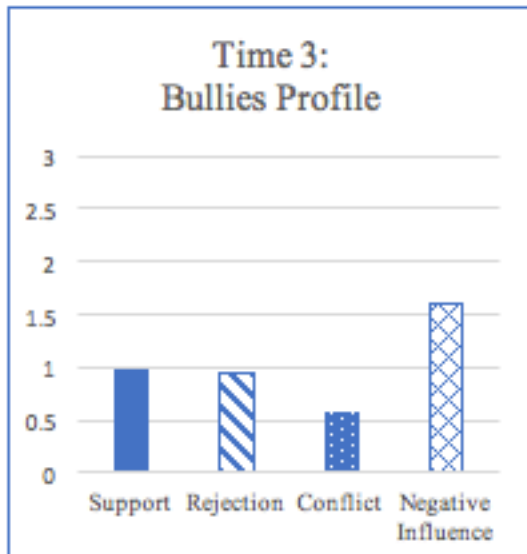 Time 3:
Bullies Profile
3
2.5
2
1.5
1
0.5
0
Support Rejection Conflict Negative
Influence